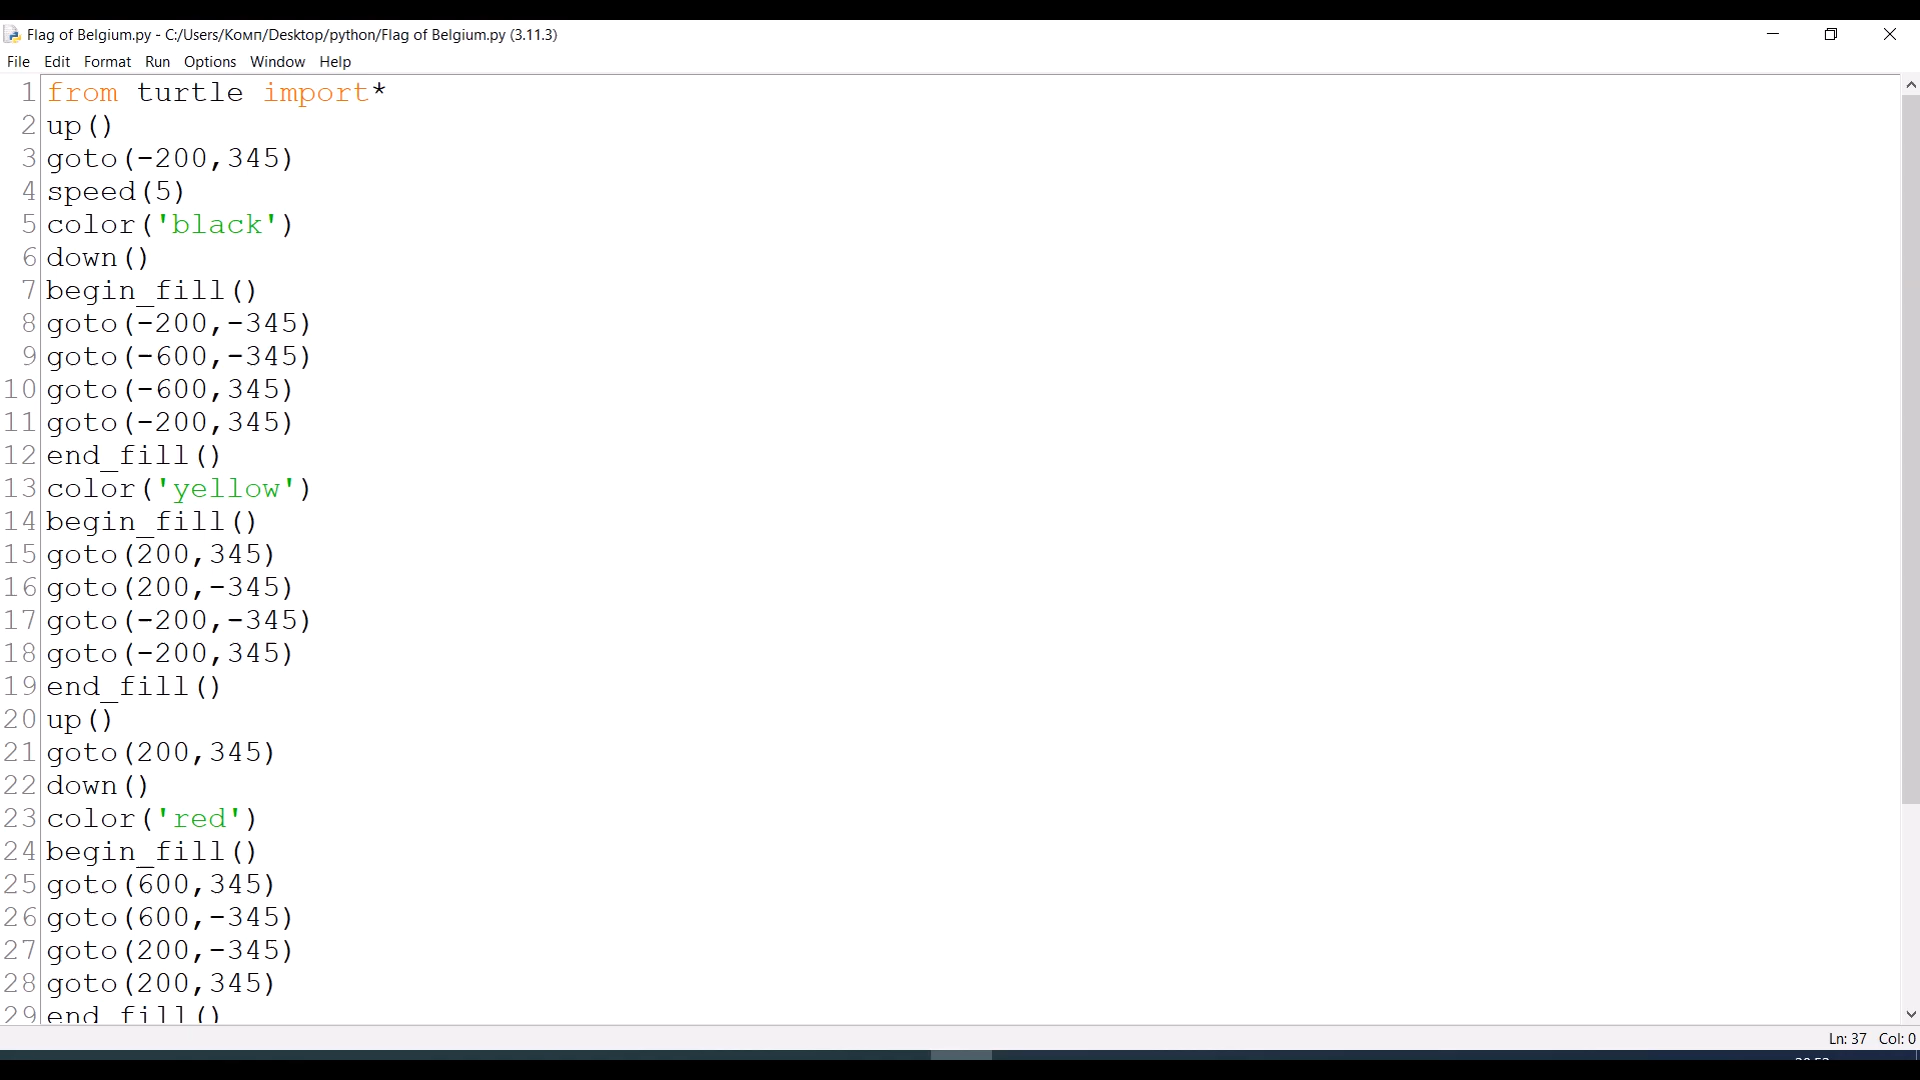 Flag of Belgium.py - C:/Users/Комп/Desktop/python/Flag of Belgium.py (3.11.3)
File Edit Format Run Options Window Help
1 from turtle import*
2 up()
3 goto(-200,345)
4 speed(5)
5 color('black')
6 down()
7 begin_fill()
8 goto(-200,-345)
9 goto(-600,-345)
10 goto(-600,345)
11 goto(-200,345)
12 end_fill()
13 color('yellow')
14 begin_fill()
15 goto(200,345)
16 goto(200,-345)
17 goto(-200,-345)
18 goto(-200,345)
19 end_fill()
20 up()
21 goto(200,345)
22 down()
23 color('red')
24 begin_fill()
25 goto(600,345)
26 goto(600,-345)
27 goto(200,-345)
28 goto(200,345)
29 end_fill()
Ln: 37 Col: 0